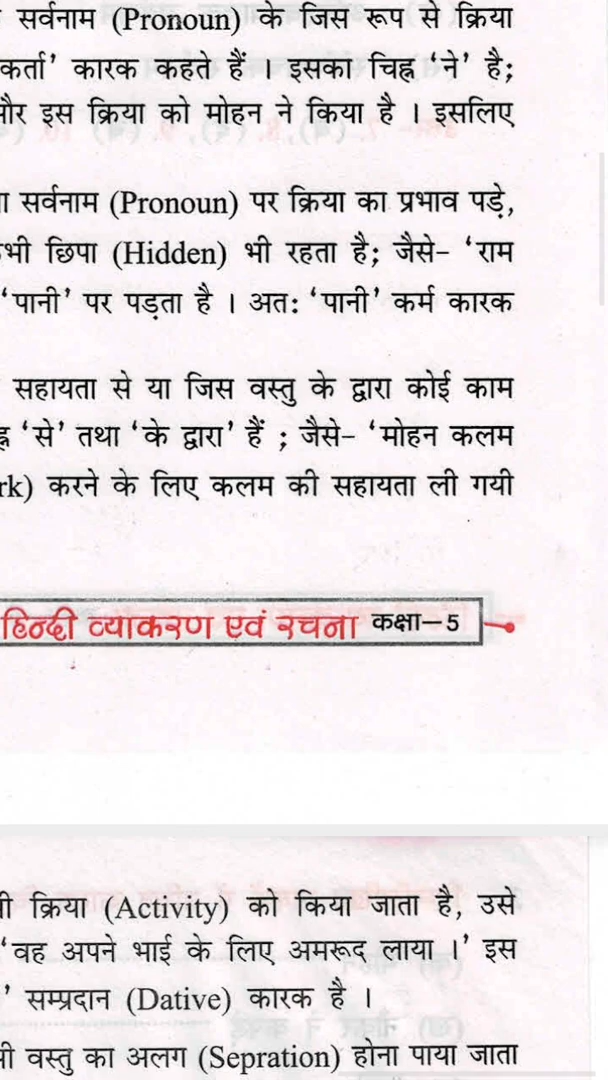 सर्वनाम (Pronoun) के जिस रूप से क्रिया
कर्ता’ कारक कहते हैं । इसका चिह्न ‘ने’ है;
और इस क्रिया को मोहन ने किया है । इसलिए
सर्वनाम (Pronoun) पर क्रिया का प्रभाव पड़े,
भी छिपा (Hidden) भी रहता है; जैसे– ‘राम
‘पानी’ पर पड़ता है । अतः ‘पानी’ कर्म कारक
सहायता से या जिस वस्तु के द्वारा कोई काम
‘से’ तथा ‘के द्वारा’ हैं ; जैसे– ‘मोहन कलम
rk) करने के लिए कलम की सहायता ली गयी
हिन्दी व्याकरण एवं रचना कक्षा–5
क्रिया (Activity) को किया जाता है, उसे
‘वह अपने भाई के लिए अमरूद लाया ।’ इस
’ सम्प्रदान (Dative) कारक है ।
वस्तु का अलग (Sepration) होना पाया जाता